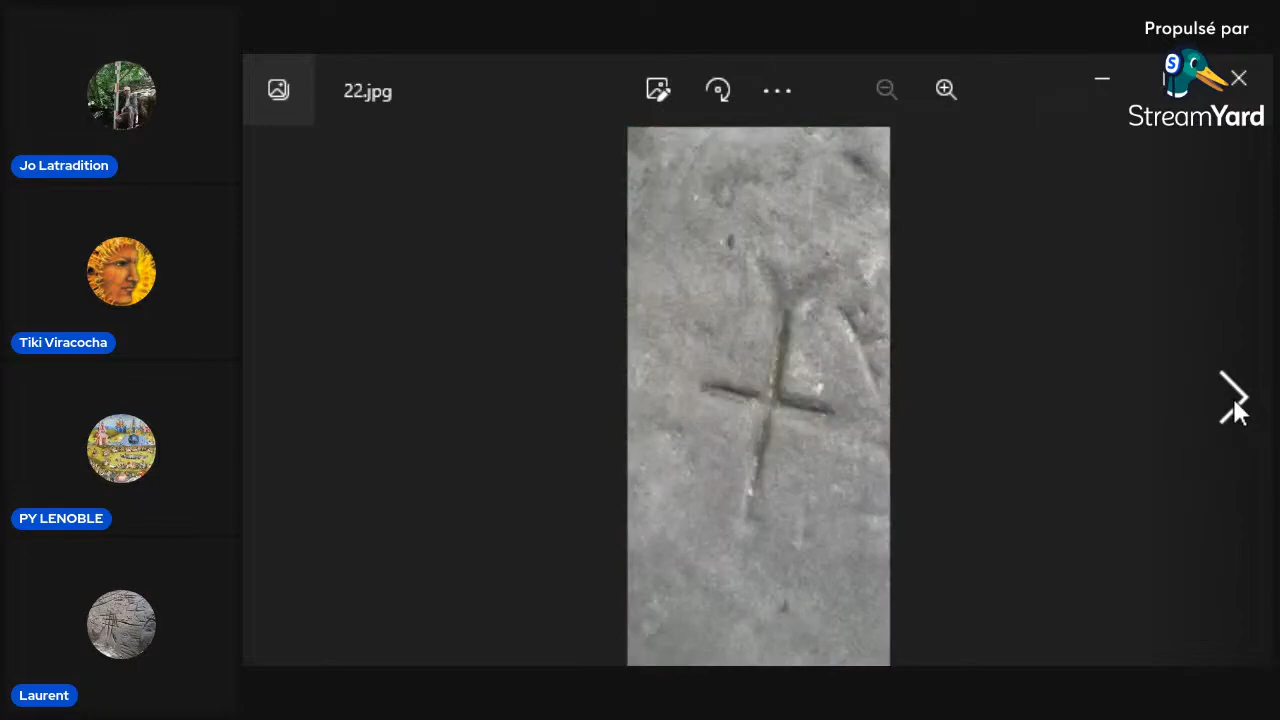 Propulsé par
StreamYard
22.jpg
Jo Latradition
Tiki Viracocha
PY LENOBLE
Laurent